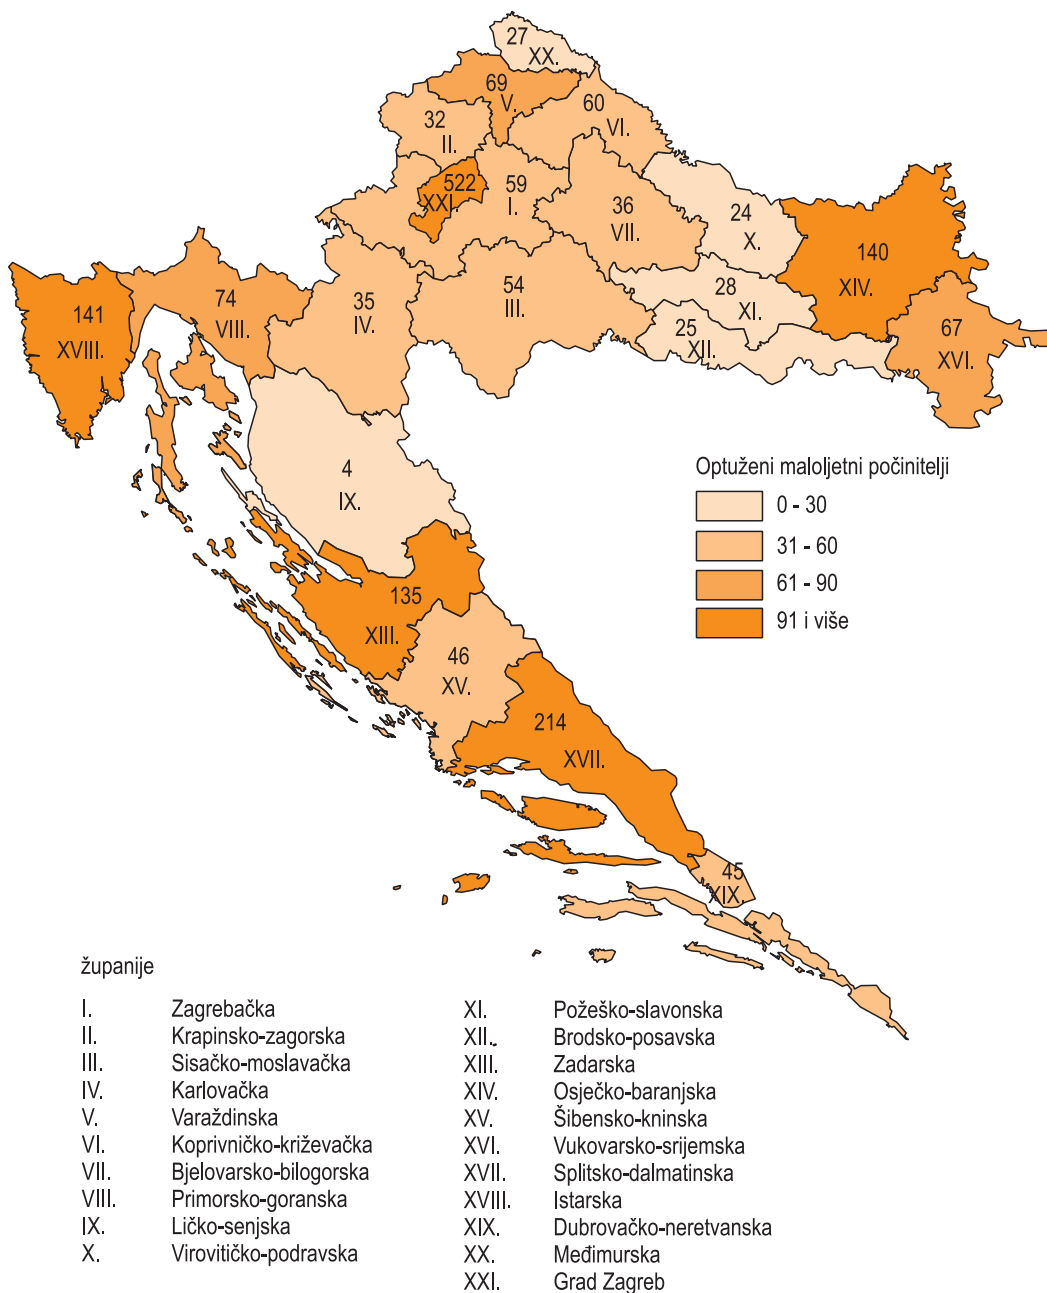 27
XX.
69
V.
60
VI.
32
II.
522
XXI.
59
I.
36
VII.
24
X.
140
XIV.
141
XVIII.
74
VIII.
35
IV.
54
III.
28
XI.
25
XII.
67
XVI.
4
IX.
135
XIII.
46
XV.
214
XVII.
45
XIX.
Optuženi maloljetni počinitelji
0 - 30
31 - 60
61 - 90
91 i više
županije
I. Zagrebačka
II. Krapinsko-zagorska
III. Sisačko-moslavačka
IV. Karlovačka
V. Varaždinska
VI. Koprivničko-križevačka
VII. Bjelovarsko-bilogorska
VIII. Primorsko-goranska
IX. Ličko-senjska
X. Virovitičko-podravska
XI. Požeško-slavonska
XII.. Brodsko-posavska
XIII. Zadarska
XIV. Osječko-baranjska
XV. Šibensko-kninska
XVI. Vukovarsko-srijemska
XVII. Splitsko-dalmatinska
XVIII. Istarska
XIX. Dubrovačko-neretvanska
XX. Međimurska
XXI. Grad Zagreb